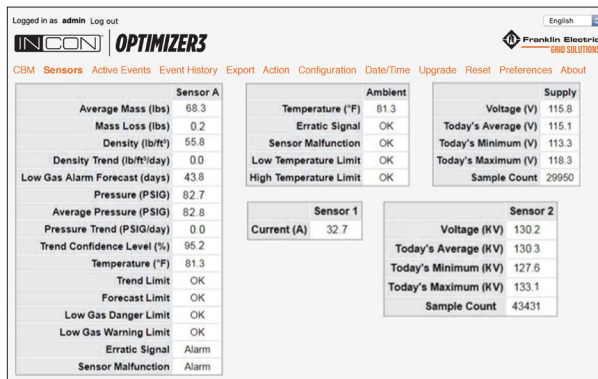 Logged in as admin Log out
English
INCON OPTIMIZER3
Franklin Electric
GRID SOLUTIONS
CBM Sensors Active Events Event History Export Action Configuration Date/Time Upgrade Reset Preferences About
Sensor A
Average Mass (lbs) 68.3
Mass Loss (lbs) 0.2
Density (lb/ft³) 55.8
Density Trend (lb/ft³/day) 0.0
Low Gas Alarm Forecast (days) 43.8
Pressure (PSIG) 82.7
Average Pressure (PSIG) 82.8
Pressure Trend (PSIG/day) 0.0
Trend Confidence Level (%) 95.2
Temperature (°F) 81.3
Trend Limit OK
Forecast Limit OK
Low Gas Danger Limit OK
Low Gas Warning Limit OK
Erratic Signal Alarm
Sensor Malfunction Alarm
Ambient
Temperature (°F) 81.3
Erratic Signal OK
Sensor Malfunction OK
Low Temperature Limit OK
High Temperature Limit OK
Supply
Voltage (V) 115.8
Today's Average (V) 115.1
Today's Minimum (V) 113.3
Today's Maximum (V) 118.3
Sample Count 29950
Sensor 1
Current (A) 32.7
Sensor 2
Voltage (KV) 130.2
Today's Average (KV) 130.3
Today's Minimum (KV) 127.6
Today's Maximum (KV) 133.1
Sample Count 43431